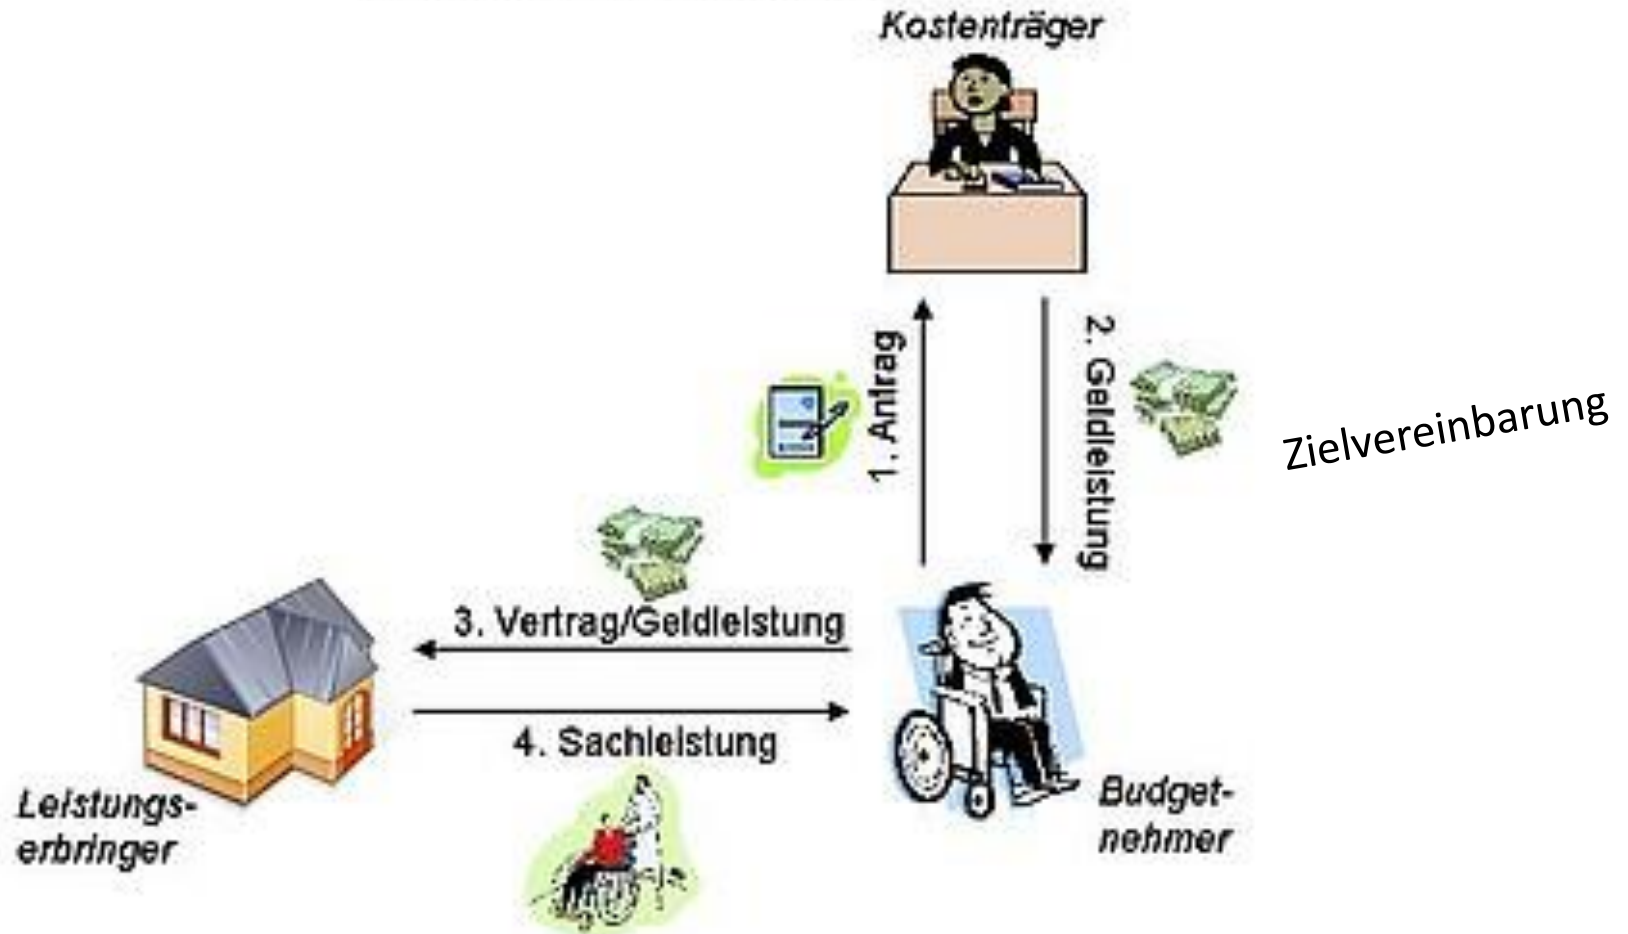 Kostenträger
1. Antrag
2. Geldleistung
Zielvereinbarung
3. Vertrag/Geldleistung
4. Sachleistung
Leistungs-
erbringer
Budget-
nehmer